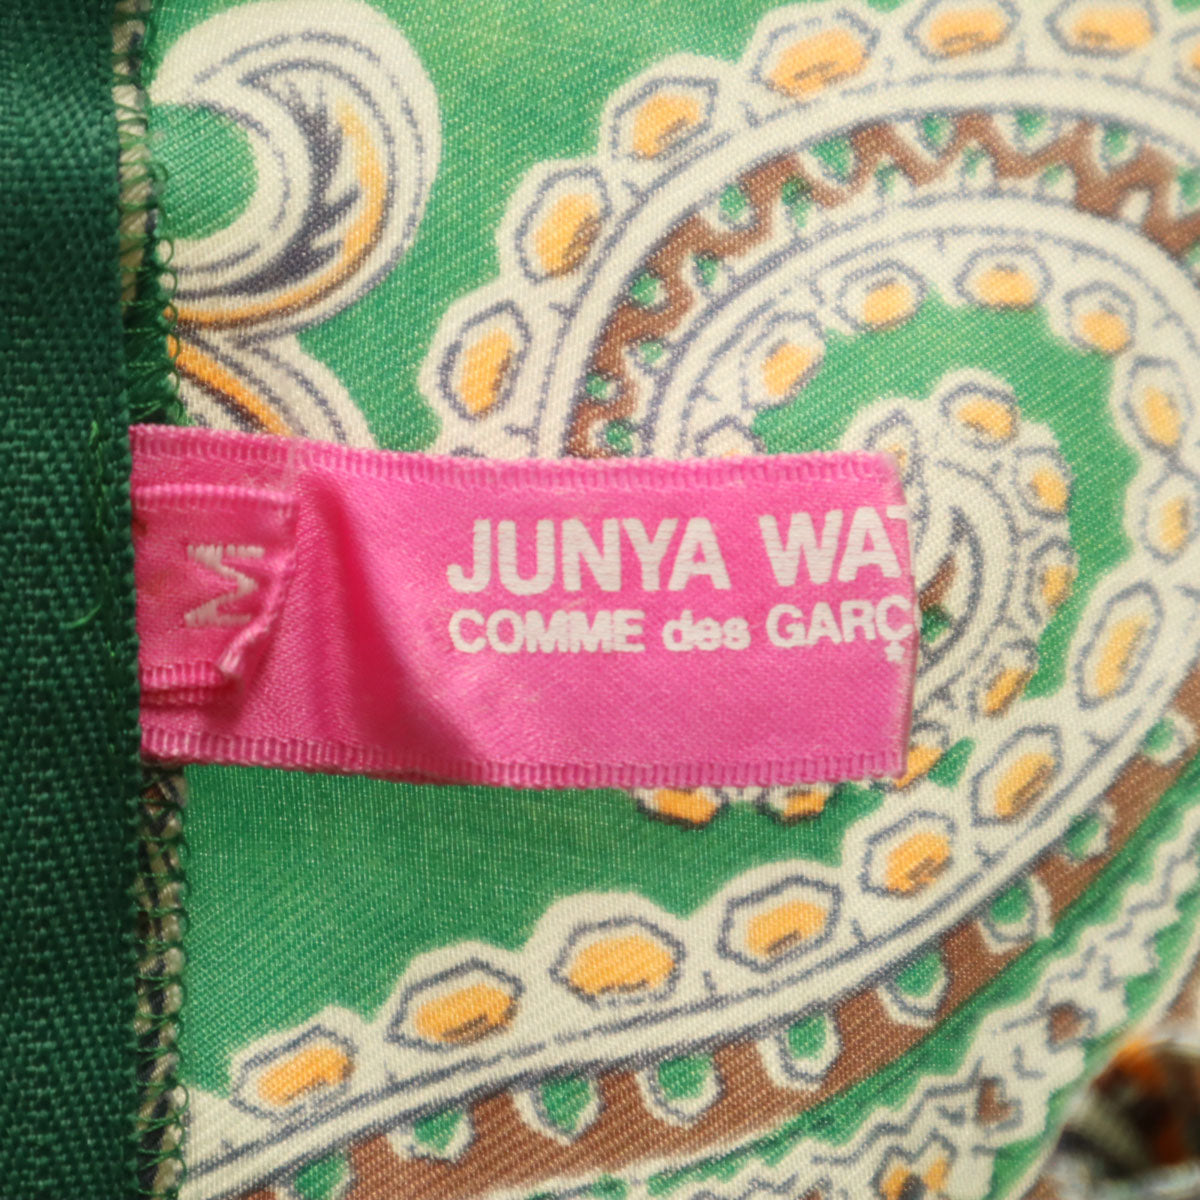 JUNYA WAT
COMME des GARÇ
*
M